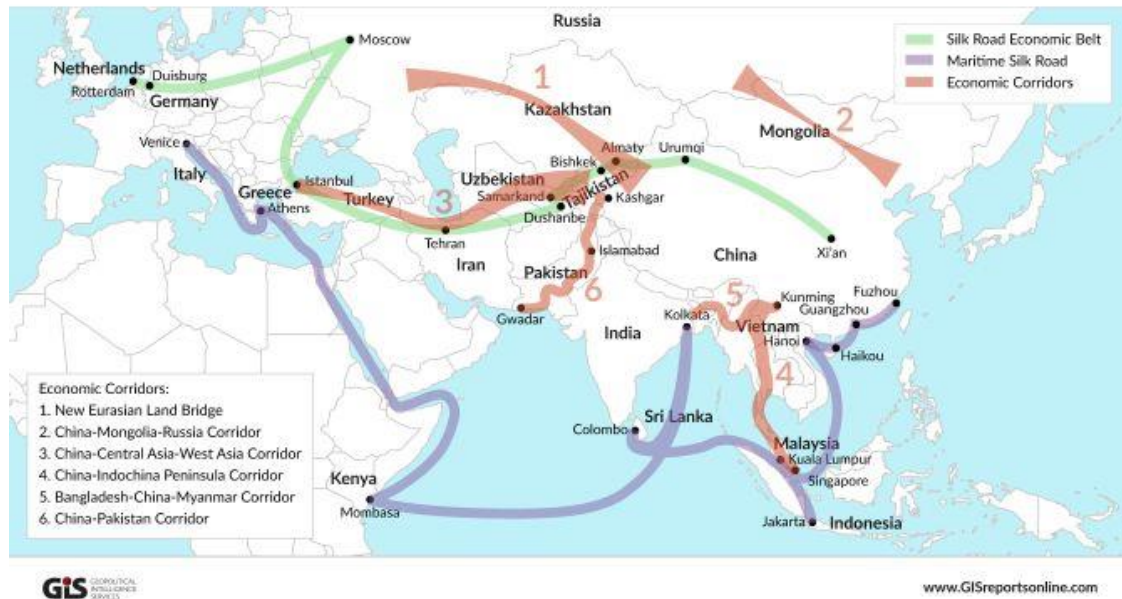 Russia
Moscow
Silk Road Economic Belt
Maritime Silk Road
Economic Corridors
Netherlands
Duisburg
Rotterdam
Germany
1
Kazakhstan
2
Mongolia
Venice
Italy
Almaty
Urumqi
Bishkek
Istanbul
Greece
Turkey
Athens
Uzbekistan
Samarkand
Tajikistan
Kashgar
3
Dushanbe
Tehran
Iran
Islamabad
Xi'an
China
Pakistan
6
Gwadar
5
Kunming
Fuzhou
Guangzhou
Kolkata
Vietnam
India
Hanoi
Haikou
4
Economic Corridors:
1. New Eurasian Land Bridge
2. China-Mongolia-Russia Corridor
3. China-Central Asia-West Asia Corridor
4. China-Indochina Peninsula Corridor
5. Bangladesh-China-Myanmar Corridor
6. China-Pakistan Corridor
Sri Lanka
Colombo
Malaysia
Kuala Lumpur
Singapore
Kenya
Mombasa
Jakarta
Indonesia
GIS
GEOPOLITICAL
INTELLIGENCE
SERVICES
www.GISreportsonline.com